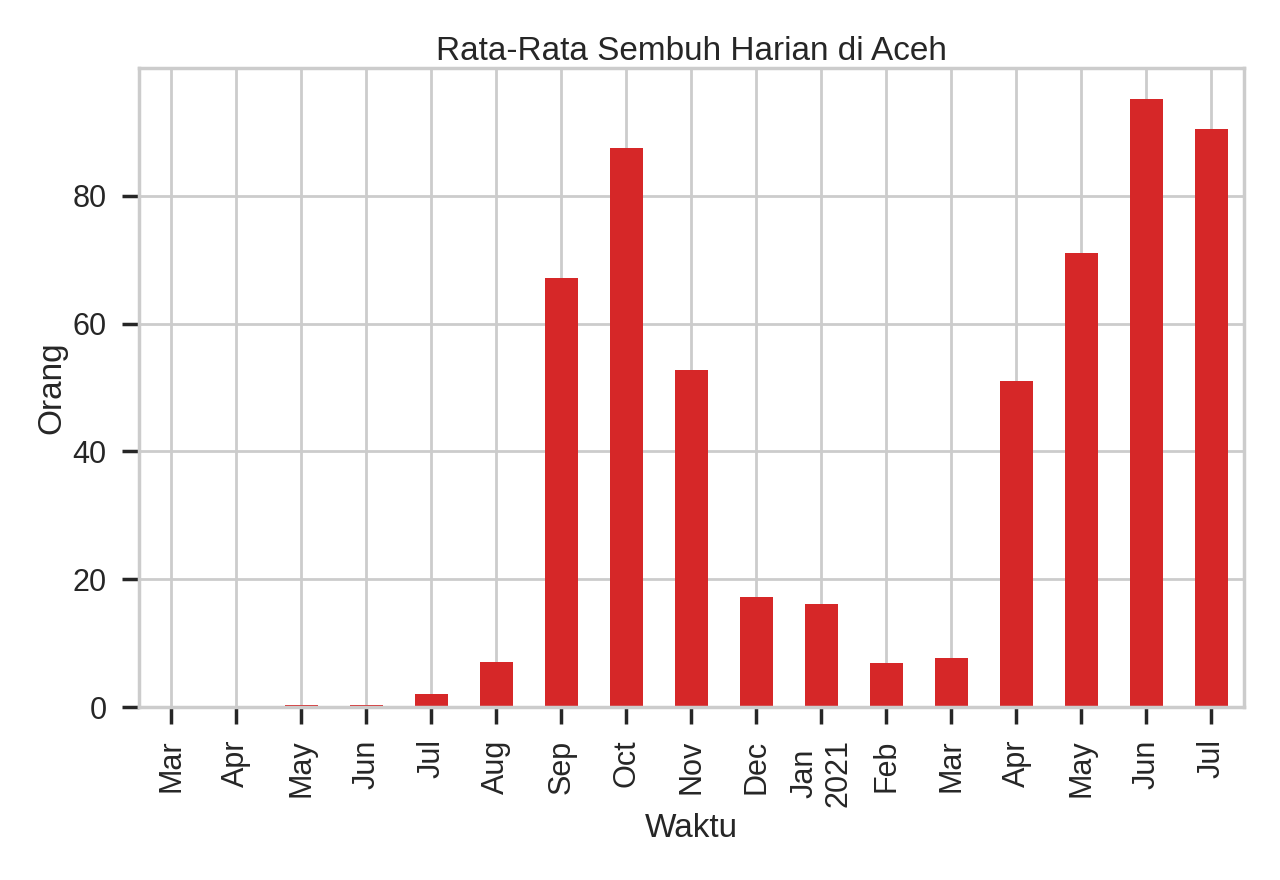 Rata-Rata Sembuh Harian di Aceh
80
60
40
20
0
Orang
Mar
Apr
May
Jun
Jul
Aug
Sep
Oct
Nov
Dec
Jan
2021
Feb
Mar
Apr
May
Jun
Jul
Waktu